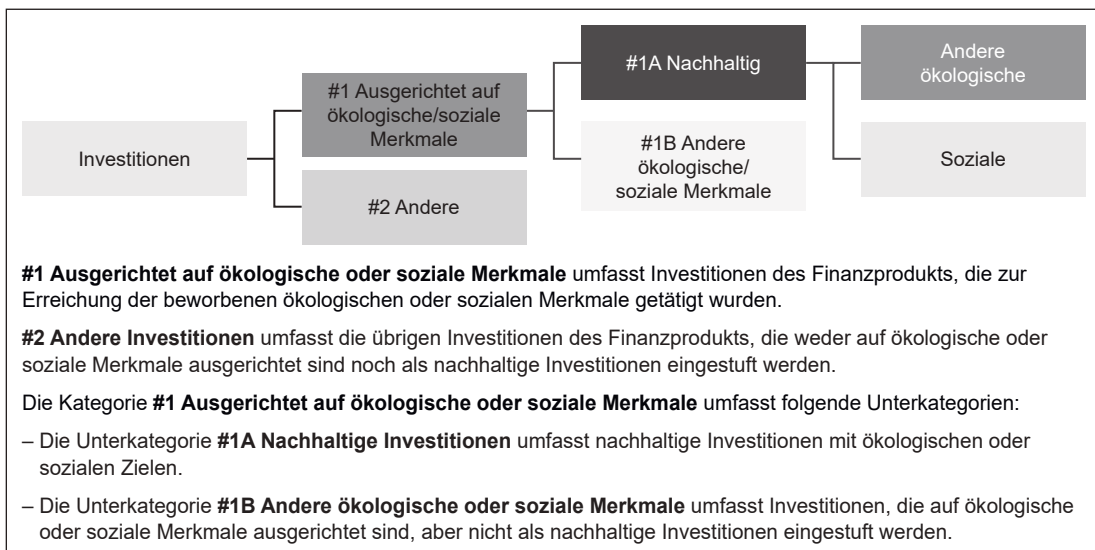 Investitionen
#1 Ausgerichtet auf
ökologische/soziale
Merkmale
#2 Andere
#1A Nachhaltig
#1B Andere
ökologische/
soziale Merkmale
Andere
ökologische
Soziale
#1 Ausgerichtet auf ökologische oder soziale Merkmale umfasst Investitionen des Finanzprodukts, die zur
Erreichung der beworbenen ökologischen oder sozialen Merkmale getätigt wurden.
#2 Andere Investitionen umfasst die übrigen Investitionen des Finanzprodukts, die weder auf ökologische oder
soziale Merkmale ausgerichtet sind noch als nachhaltige Investitionen eingestuft werden.
Die Kategorie #1 Ausgerichtet auf ökologische oder soziale Merkmale umfasst folgende Unterkategorien:
– Die Unterkategorie #1A Nachhaltige Investitionen umfasst nachhaltige Investitionen mit ökologischen oder
sozialen Zielen.
– Die Unterkategorie #1B Andere ökologische oder soziale Merkmale umfasst Investitionen, die auf ökologische
oder soziale Merkmale ausgerichtet sind, aber nicht als nachhaltige Investitionen eingestuft werden.